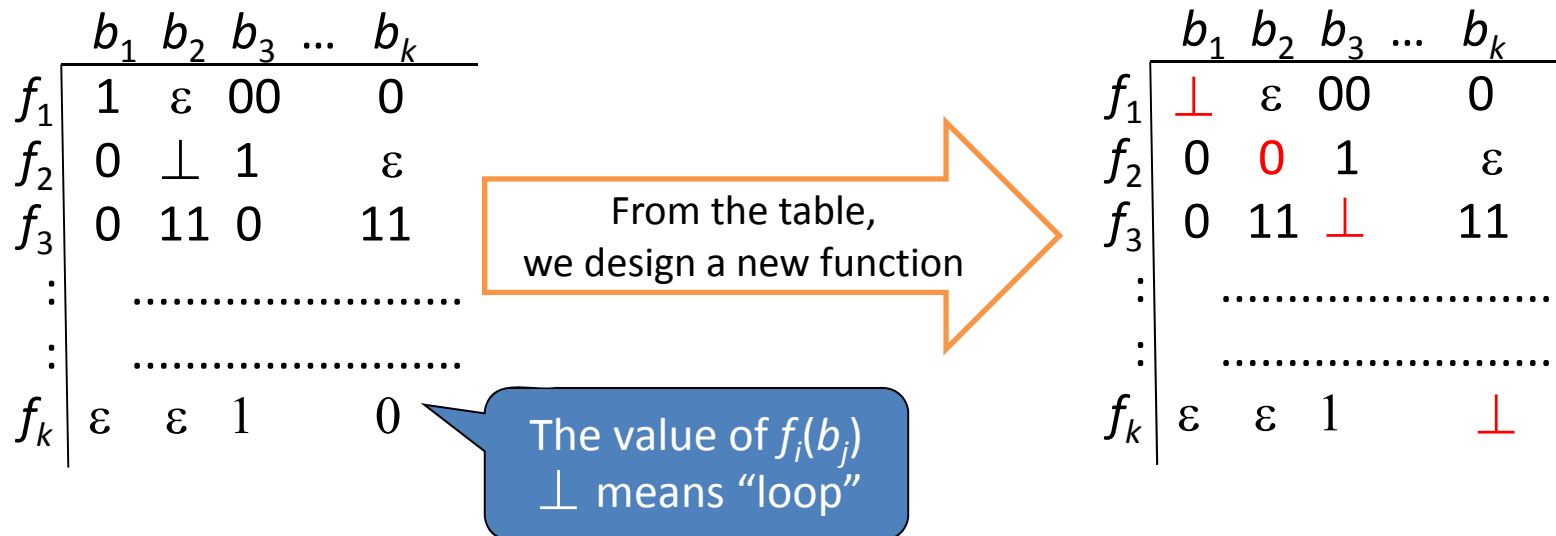 b₁ b₂ b₃ ... bₖ
f₁ 1 ε 00 0
f₂ 0 ⊥ 1 ε
f₃ 0 11 0 11
: ........................
: ........................
fₖ ε ε 1 0
From the table,
we design a new function
The value of fᵢ(bⱼ)
⊥ means “loop”
b₁ b₂ b₃ ... bₖ
f₁ ⊥ ε 00 0
f₂ 0 0 1 ε
f₃ 0 11 ⊥ 11
: ........................
: ........................
fₖ ε ε 1 ⊥